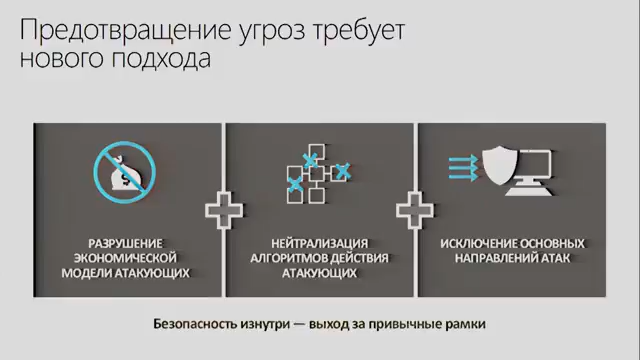 Предотвращение угроз требует
нового подхода
РАЗРУШЕНИЕ
ЭКОНОМИЧЕСКОЙ
МОДЕЛИ АТАКУЮЩИХ
НЕЙТРАЛИЗАЦИЯ
АЛГОРИТМОВ ДЕЙСТВИЯ
АТАКУЮЩИХ
ИСКЛЮЧЕНИЕ ОСНОВНЫХ
НАПРАВЛЕНИЙ АТАК
Безопасность изнутри — выход за привычные рамки